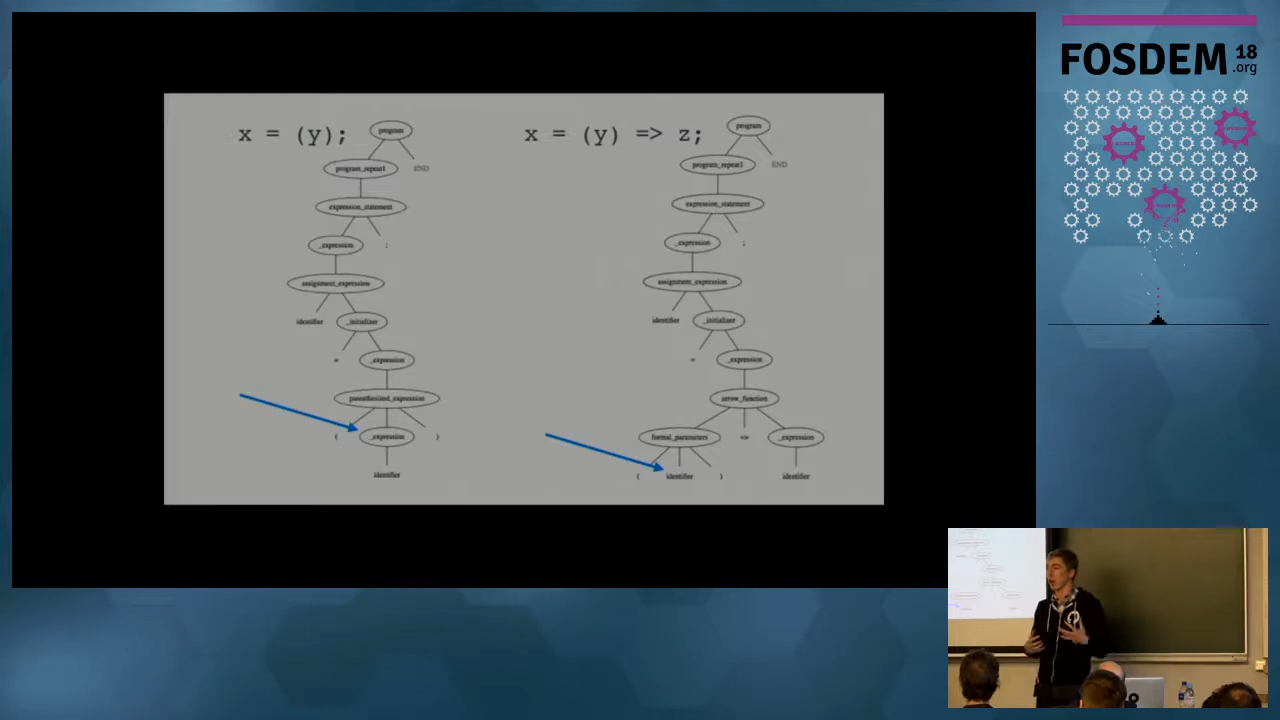 x = (y);
program
program_repeat1
END
expression_statement
_expression
;
assignment_expression
identifier
_initializer
=
_expression
parenthesized_expression
(
_expression
)
identifier
x = (y) => z;
program
program_repeat1
END
expression_statement
_expression
;
assignment_expression
identifier
_initializer
=
_expression
arrow_function
formal_parameters
=>
_expression
(
identifier
)
identifier
FOSDEM 18
.org